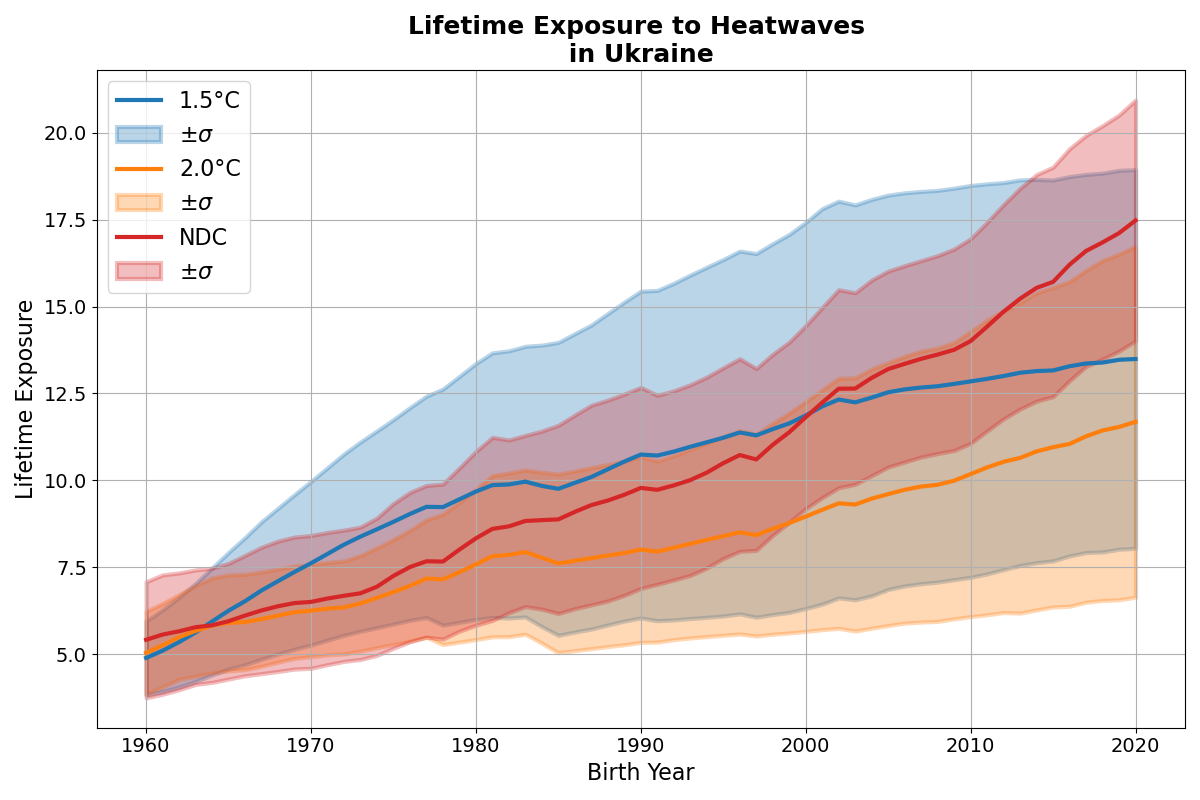 Lifetime Exposure to Heatwaves
in Ukraine
1.5°C
±σ
2.0°C
±σ
NDC
±σ
Lifetime Exposure
20.0
17.5
15.0
12.5
10.0
7.5
5.0
1960 1970 1980 1990 2000 2010 2020
Birth Year